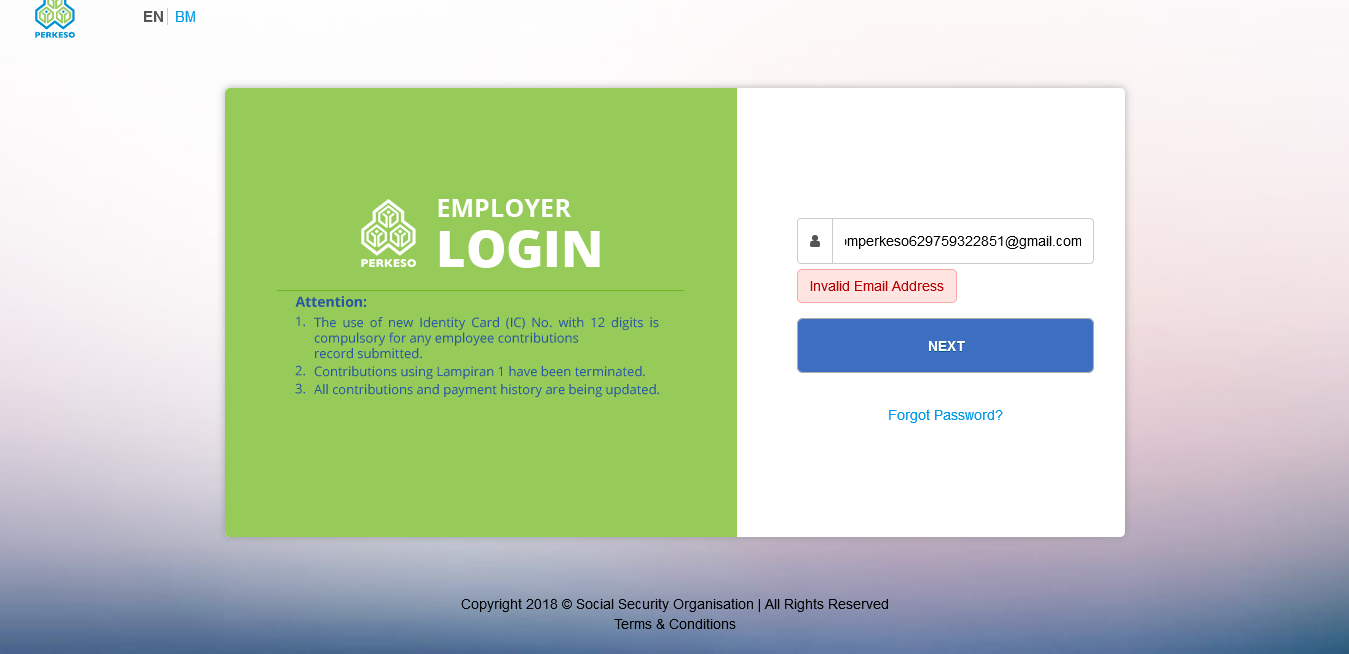 PERKESO
EN | BM
EMPLOYER
LOGIN
PERKESO
Attention:
1. The use of new Identity Card (IC) No. with 12 digits is
compulsory for any employee contributions
record submitted.
2. Contributions using Lampiran 1 have been terminated.
3. All contributions and payment history are being updated.
mperkeso629759322851@gmail.com
Invalid Email Address
NEXT
Forgot Password?
Copyright 2018 © Social Security Organisation | All Rights Reserved
Terms & Conditions